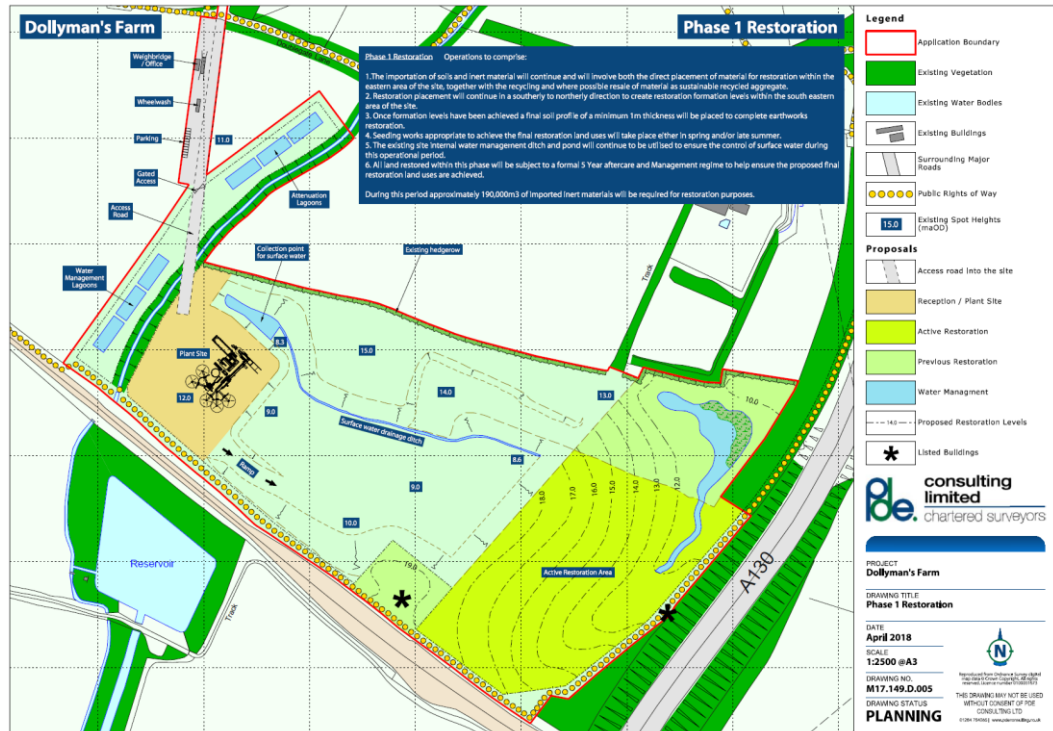 Dollyman's Farm
Phase 1 Restoration
Phase 1 Restoration Operations to comprise:
1.The importation of soils and inert material will continue and will involve both the direct placement of material for restoration within the
eastern area of the site, together with the recycling and where possible resale of material as sustainable recycled aggregate.
2. Restoration placement will continue in a southerly to northerly direction to create restoration formation levels within the south eastern
area of the site.
3. Once formation levels have been achieved a final soil profile of a minimum 1m thickness will be placed to complete earthworks
restoration.
4. Seeding works appropriate to achieve the final restoration land uses will take place either in spring and/or late summer.
5. The existing site internal water management ditch and pond will continue to be utilised to ensure the control of surface water during
this operational period.
6. All land restored within this phase will be subject to a formal 5 Year aftercare and Management regime to help ensure the proposed final
restoration land uses are achieved.
During this period approximately 190,000m3 of imported inert materials will be required for restoration purposes.
Weighbridge
/ Office
Wheelwash
Parking
11.0
Gated
Access
Access
Road
Attenuation
Lagoons
Water
Management
Lagoons
Collection point
for surface water
Existing hedgerow
Track
Plant Site
8.3
15.0
14.0
13.0
10.0
12.0
9.0
Surface water drainage ditch
8.6
Ramp
9.0
10.0
18.0
17.0
16.0
15.0
14.0
13.0
12.0
19.0
Active Restoration Area
A130
Reservoir
Track
Legend
Application Boundary
Existing Vegetation
Existing Water Bodies
Existing Buildings
Surrounding Major
Roads
Public Rights of Way
15.0
Existing Spot Heights
(maOD)
Proposals
Access road into the site
Reception / Plant Site
Active Restoration
Previous Restoration
Water Managment
14.0
Proposed Restoration Levels
Listed Buildings
pde.
consulting
limited
chartered surveyors
PROJECT
Dollyman's Farm
DRAWING TITLE
Phase 1 Restoration
DATE
April 2018
SCALE
1:2500 @A3
DRAWING NO.
M17.149.D.005
DRAWING STATUS
PLANNING
N
THIS DRAWING MAY NOT BE USED
WITHOUT CONSENT OF PDE
CONSULTING LTD